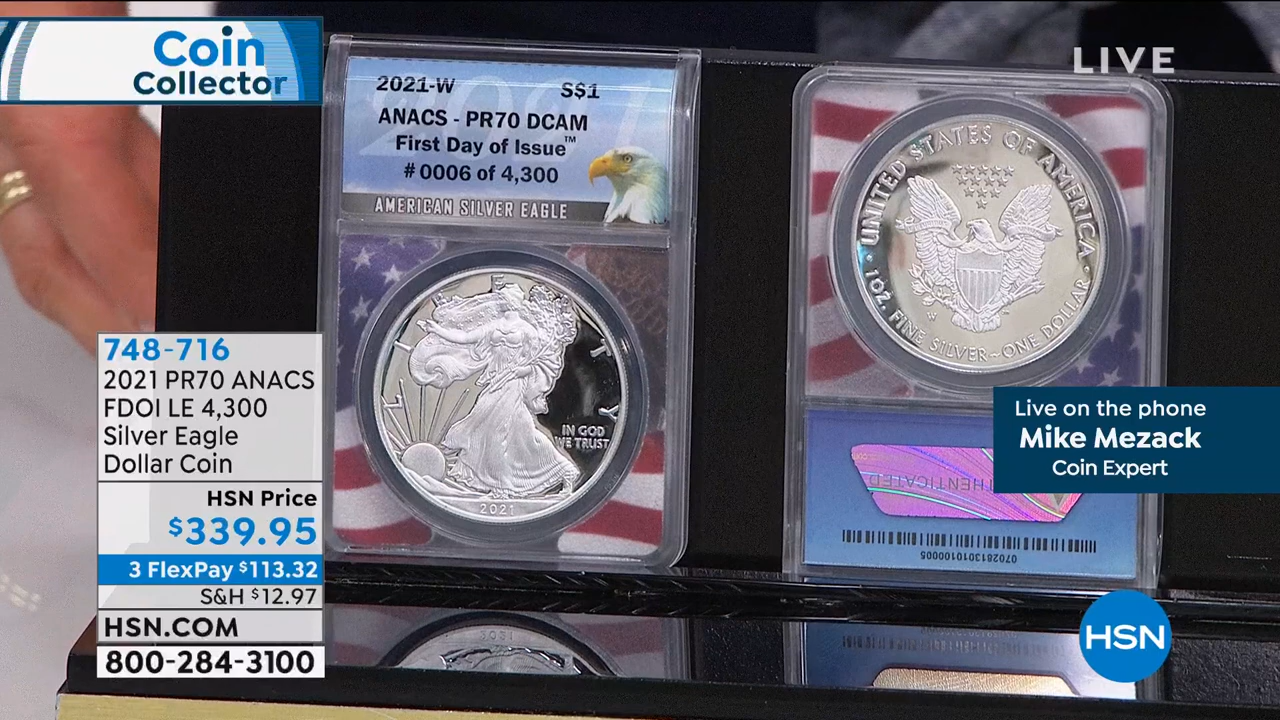 Coin
Collector
LIVE
2021-W S$1
ANACS - PR70 DCAM
First Day of Issue™
# 0006 of 4,300
AMERICAN SILVER EAGLE
LIBERTY
IN GOD
WE TRUST
2021
UNITED STATES OF AMERICA
1 OZ. FINE SILVER~ONE DOLLAR
W
748-716
2021 PR70 ANACS
FDOI LE 4,300
Silver Eagle
Dollar Coin
HSN Price
$339.95
3 FlexPay $113.32
S&H $12.97
HSN.COM
800-284-3100
Live on the phone
Mike Mezack
Coin Expert
HSN